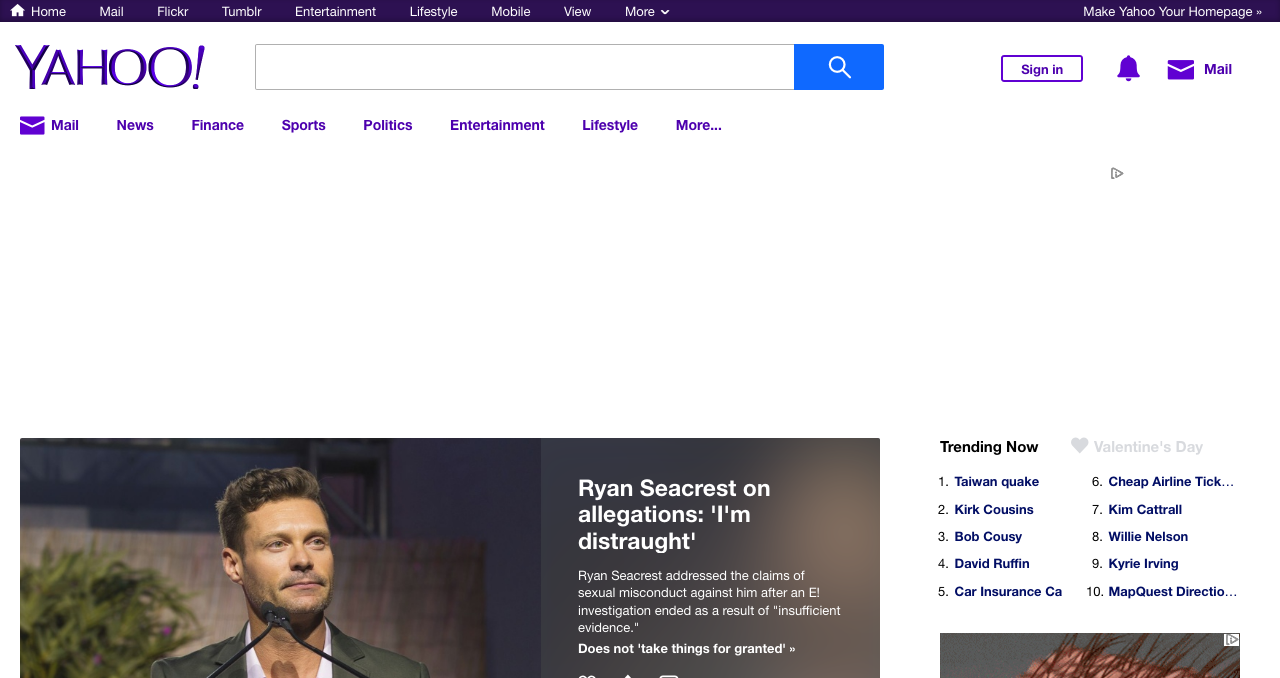 Home Mail Flickr Tumblr Entertainment Lifestyle Mobile View More Make Yahoo Your Homepage »
YAHOO!
Sign in Mail
Mail News Finance Sports Politics Entertainment Lifestyle More...
Ryan Seacrest on
allegations: 'I'm
distraught'
Ryan Seacrest addressed the claims of
sexual misconduct against him after an E!
investigation ended as a result of "insufficient
evidence."
Does not 'take things for granted' »
Trending Now Valentine's Day
1. Taiwan quake
2. Kirk Cousins
3. Bob Cousy
4. David Ruffin
5. Car Insurance Ca
6. Cheap Airline Tick...
7. Kim Cattrall
8. Willie Nelson
9. Kyrie Irving
10. MapQuest Directio...